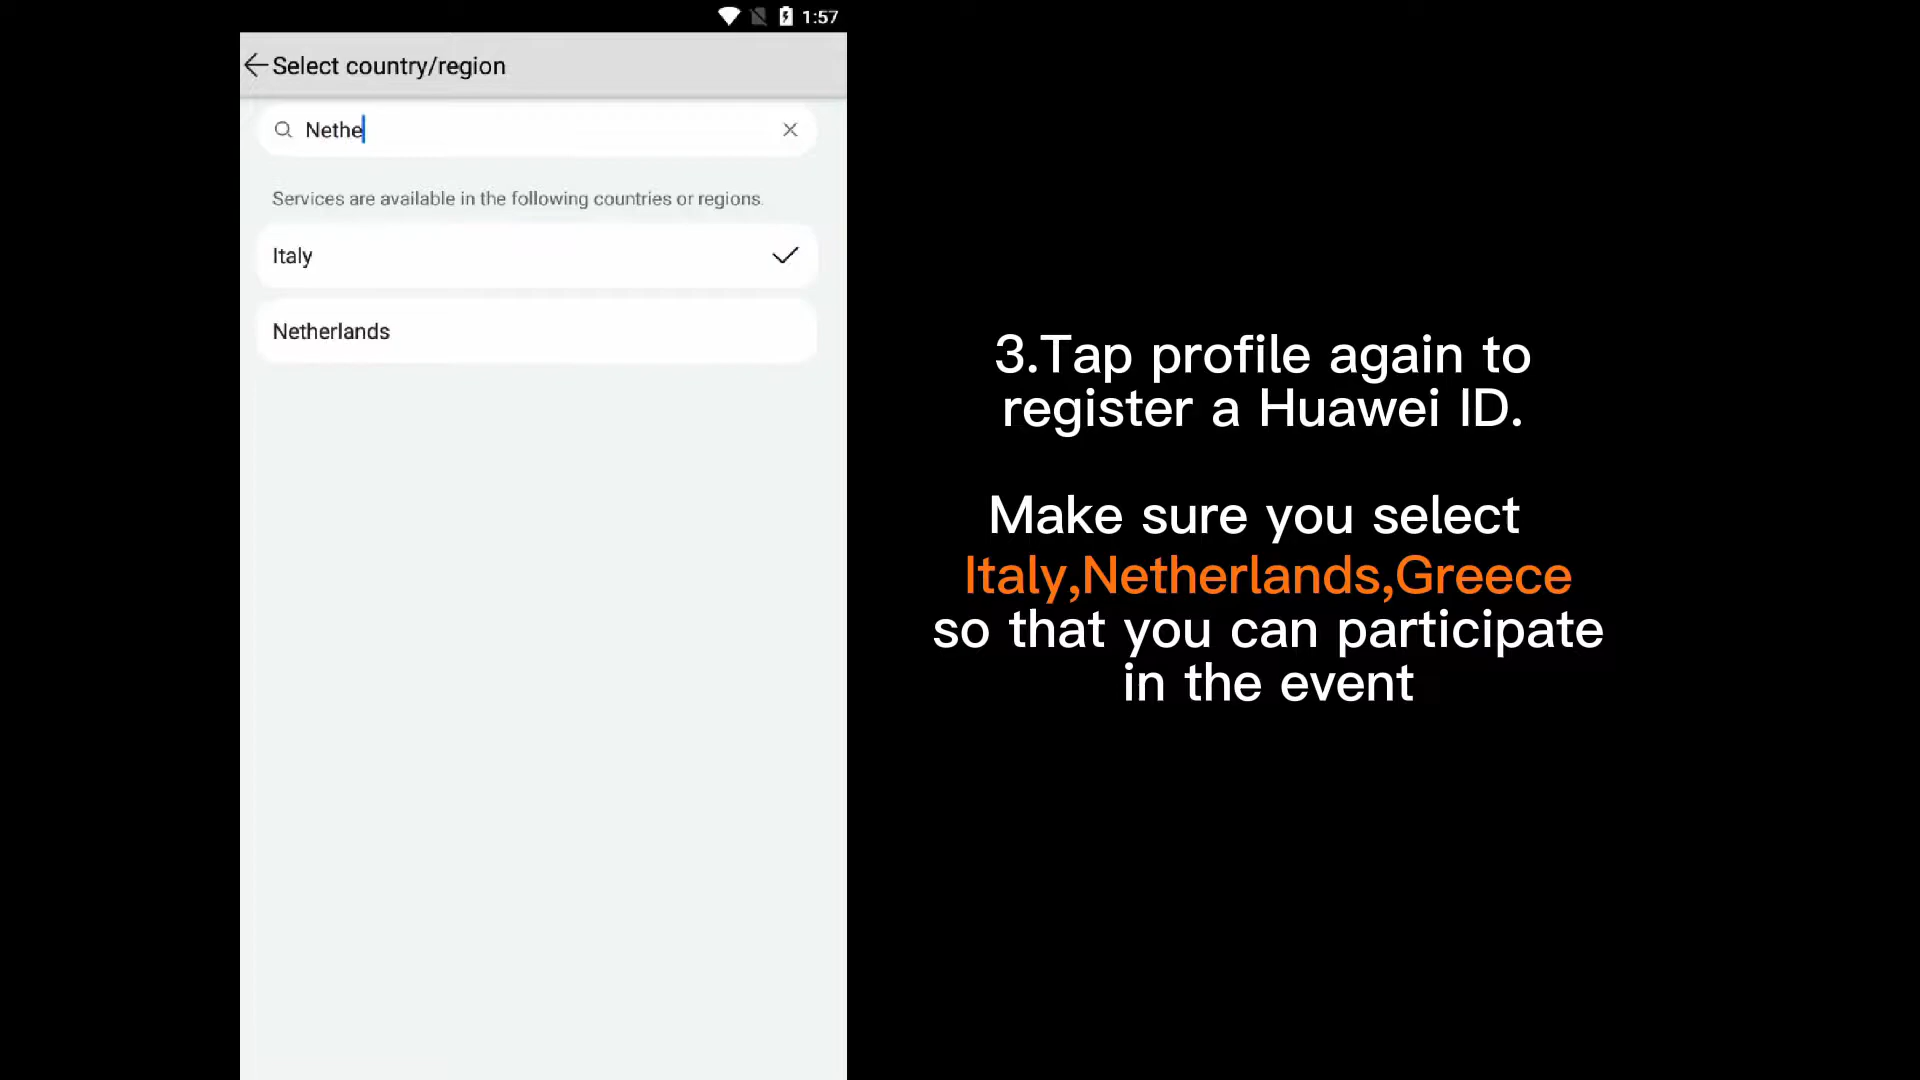 1:57
Select country/region
Nethe
Services are available in the following countries or regions.
Italy
Netherlands
3.Tap profile again to
register a Huawei ID.
Make sure you select
Italy,Netherlands,Greece
so that you can participate
in the event